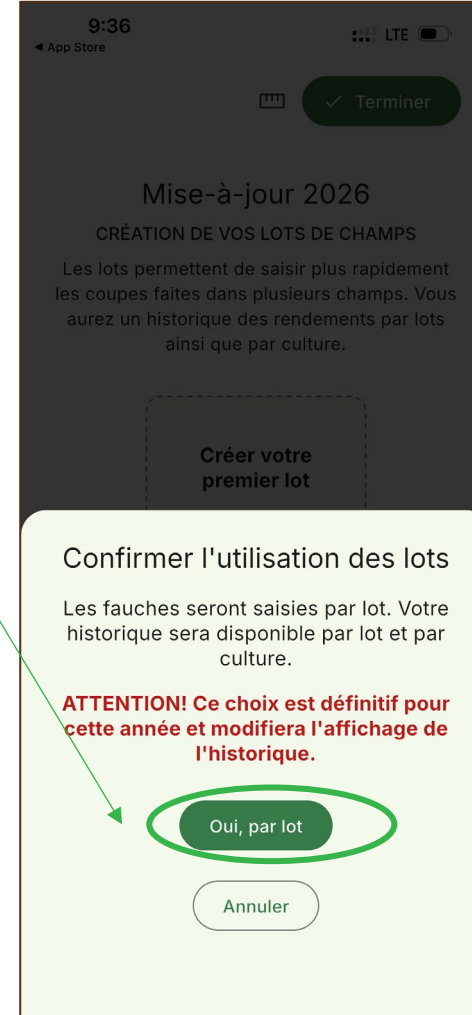 9:36
◀ App Store
LTE
✓ Terminer
Mise-à-jour 2026
CRÉATION DE VOS LOTS DE CHAMPS
Les lots permettent de saisir plus rapidement
les coupes faites dans plusieurs champs. Vous
aurez un historique des rendements par lots
ainsi que par culture.
Créer votre
premier lot
Confirmer l'utilisation des lots
Les fauches seront saisies par lot. Votre
historique sera disponible par lot et par
culture.
ATTENTION! Ce choix est définitif pour
cette année et modifiera l'affichage de
l'historique.
Oui, par lot
Annuler